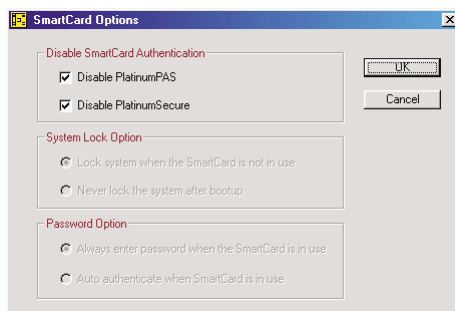 SmartCard Options
Disable SmartCard Authentication
Disable PlatinumPAS
Disable PlatinumSecure
OK
Cancel
System Lock Option
Lock system when the SmartCard is not in use
Never lock the system after bootup
Password Option
Always enter password when the SmartCard is in use
Auto authenticate when SmartCard is in use